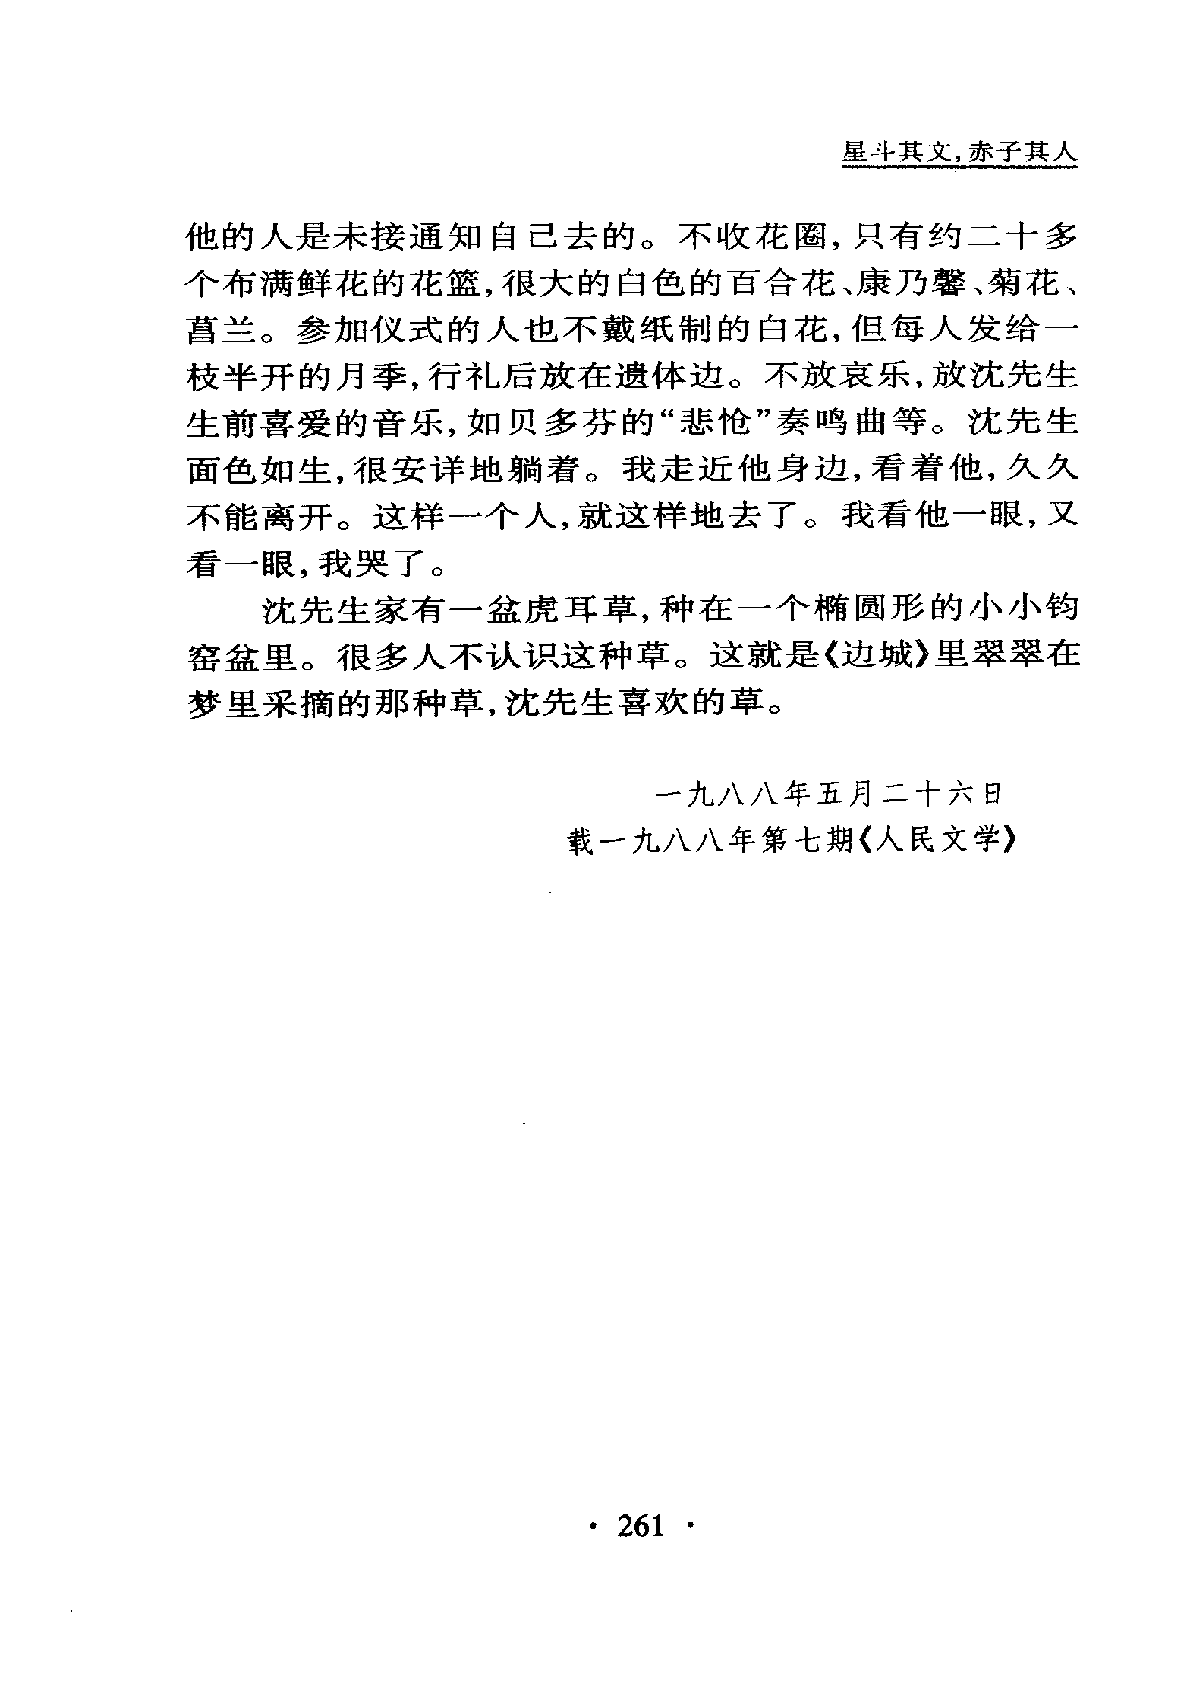 星斗其文,赤子其人
他的人是未接通知自己去的。不收花圈,只有约二十多
个布满鲜花的花篮,很大的白色的百合花、康乃馨、菊花、
菖兰。参加仪式的人也不戴纸制的白花,但每人发给一
枝半开的月季,行礼后放在遗体边。不放哀乐,放沈先生
生前喜爱的音乐,如贝多芬的“悲怆”奏鸣曲等。沈先生
面色如生,很安详地躺着。我走近他身边,看着他,久久
不能离开。这样一个人,就这样地去了。我看他一眼,又
看一眼,我哭了。
沈先生家有一盆虎耳草,种在一个椭圆形的小小钧
窑盆里。很多人不认识这种草。这就是《边城》里翠翠在
梦里采摘的那种草,沈先生喜欢的草。
一九八八年五月二十六日
载一九八八年第七期《人民文学》
· 261 ·